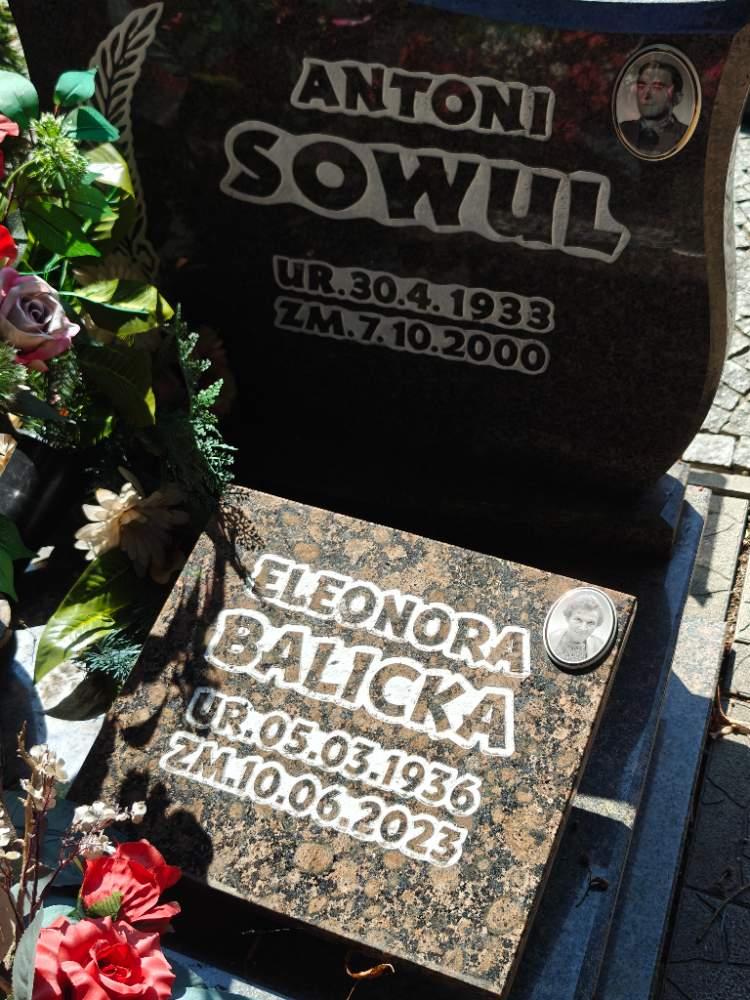 ANTONI
SOWUL
UR.30.4.1933
ZM.7.10.2000
ELEONORA
BALICKA
UR.05.03.1936
ZM.10.06.2023